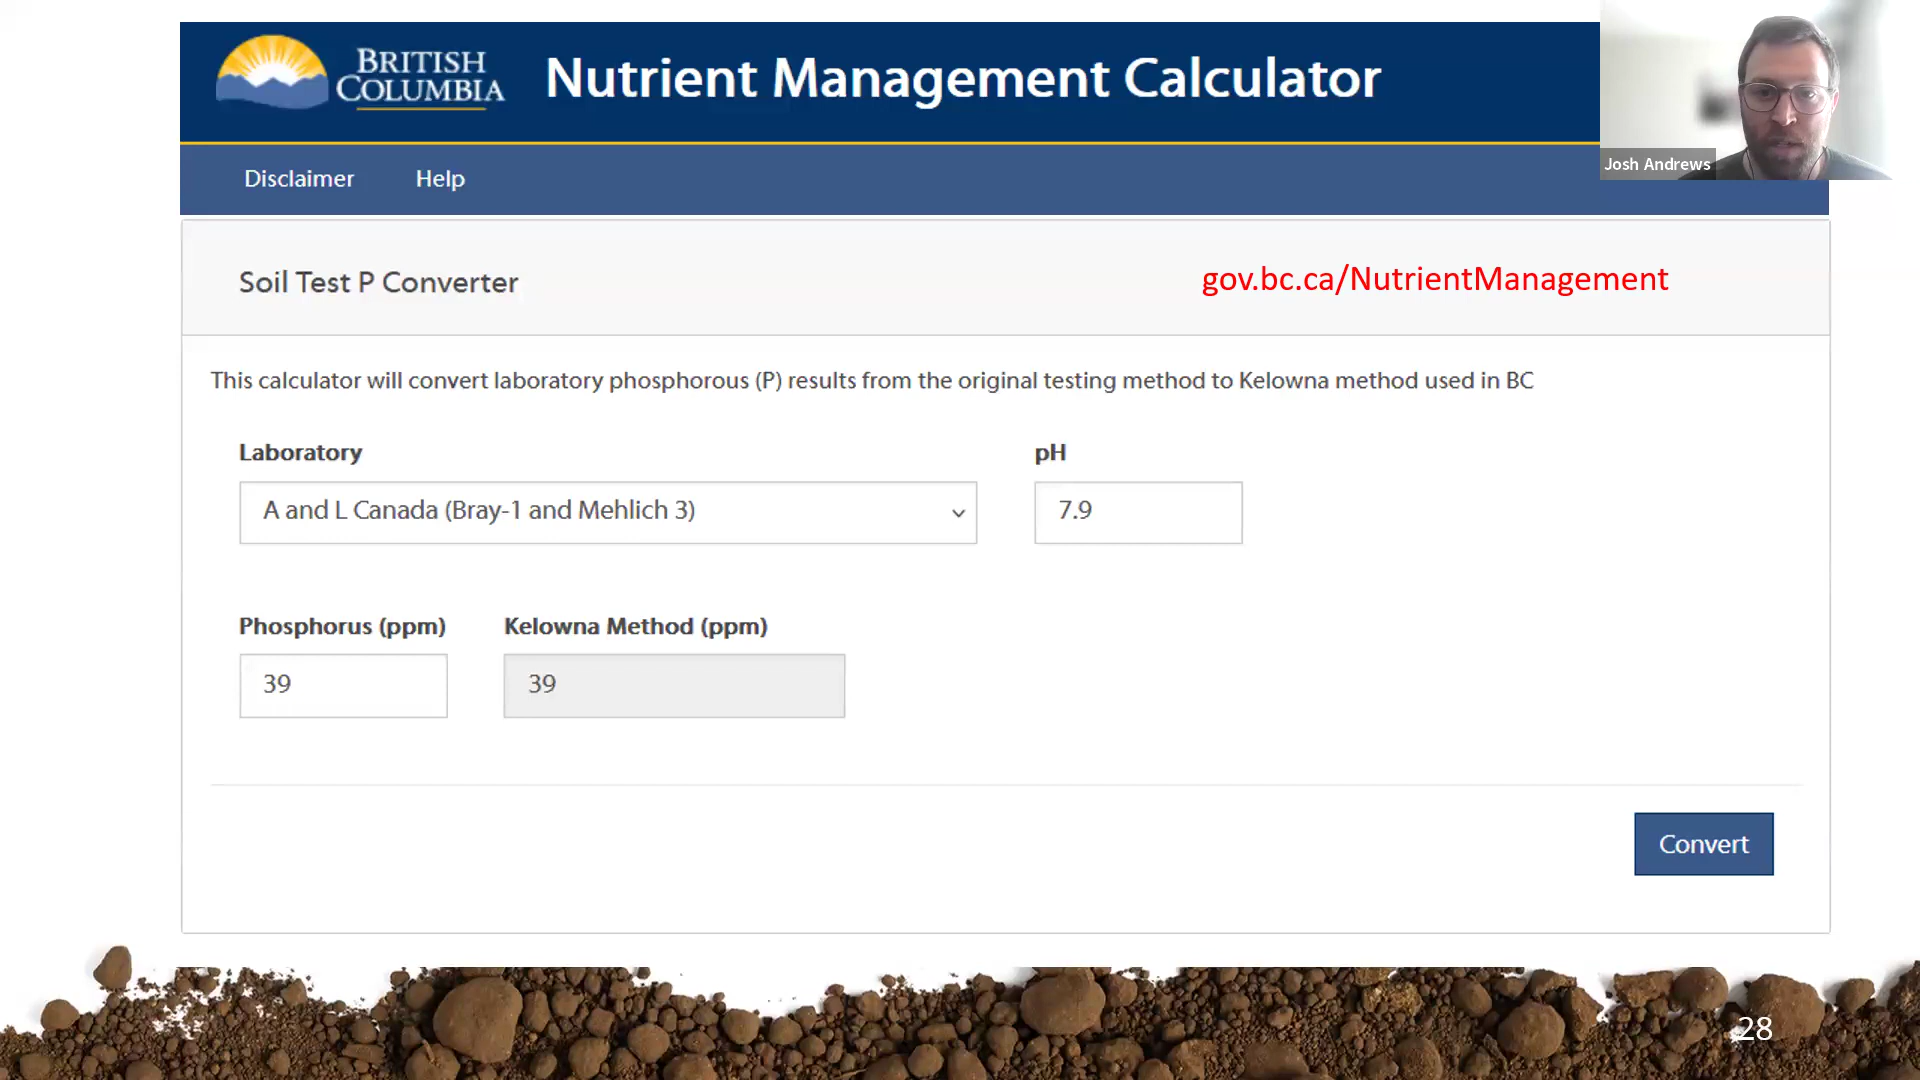 BRITISH
COLUMBIA
Nutrient Management Calculator
Josh Andrews
Disclaimer Help
Soil Test P Converter
gov.bc.ca/NutrientManagement
This calculator will convert laboratory phosphorous (P) results from the original testing method to Kelowna method used in BC
Laboratory pH
A and L Canada (Bray-1 and Mehlich 3) 7.9
Phosphorus (ppm) Kelowna Method (ppm)
39 39
Convert
28